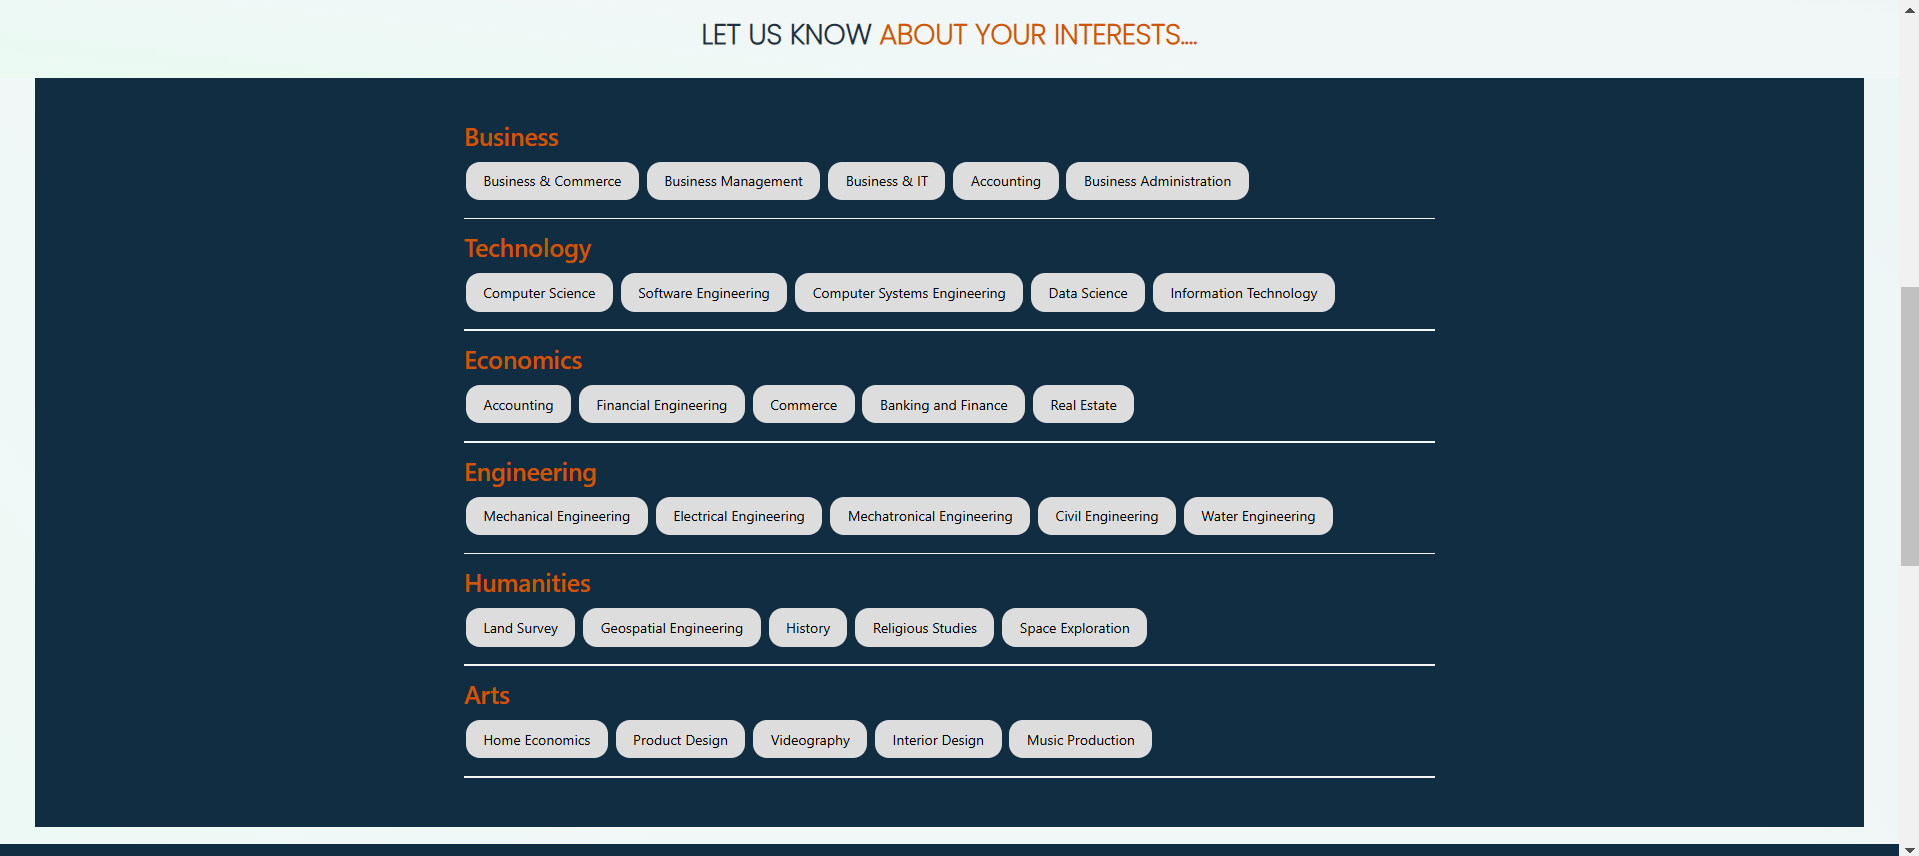 LET US KNOW ABOUT YOUR INTERESTS....
Business
Business & Commerce Business Management Business & IT Accounting Business Administration
Technology
Computer Science Software Engineering Computer Systems Engineering Data Science Information Technology
Economics
Accounting Financial Engineering Commerce Banking and Finance Real Estate
Engineering
Mechanical Engineering Electrical Engineering Mechatronical Engineering Civil Engineering Water Engineering
Humanities
Land Survey Geospatial Engineering History Religious Studies Space Exploration
Arts
Home Economics Product Design Videography Interior Design Music Production